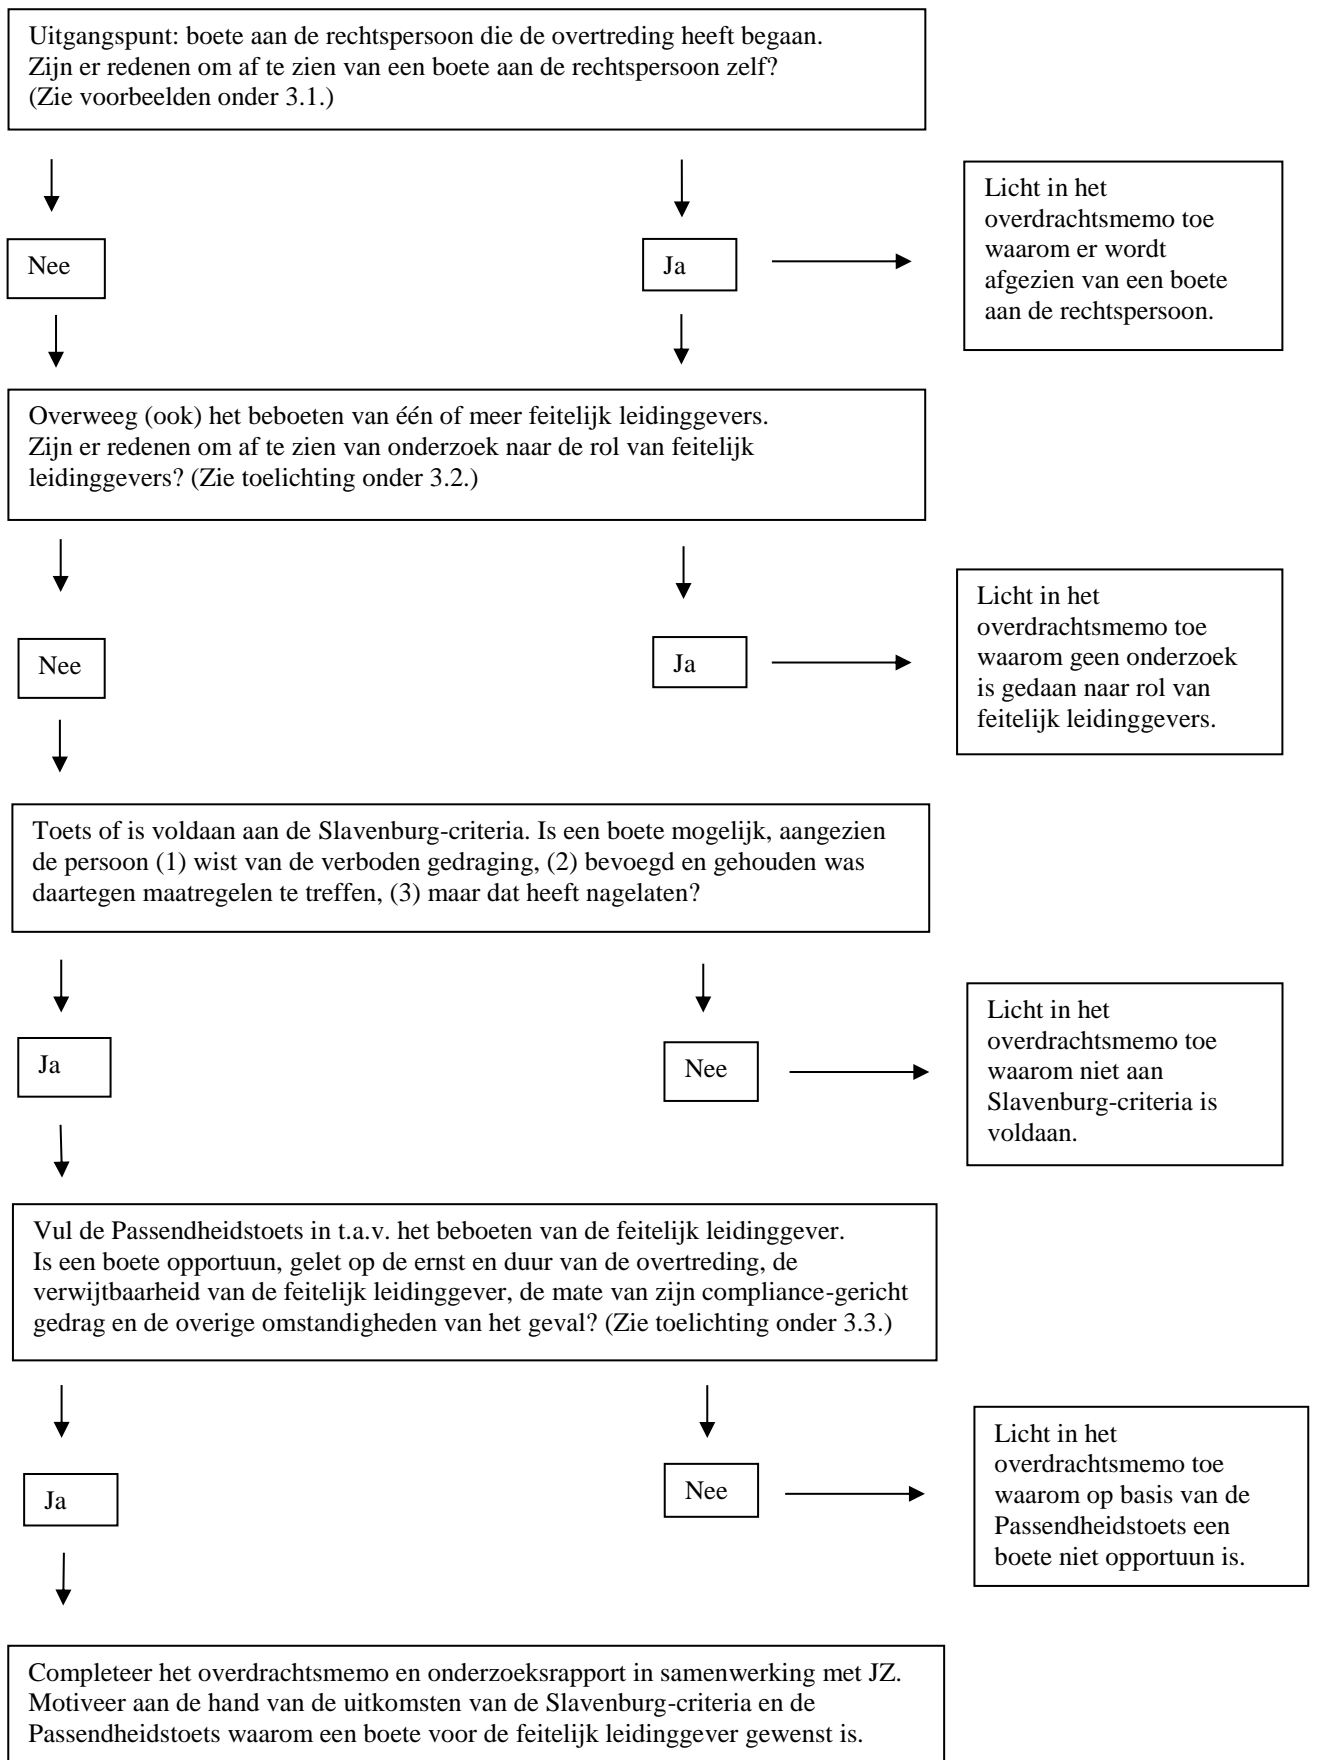 Uitgangspunt: boete aan de rechtspersoon die de overtreding heeft begaan.
Zijn er redenen om af te zien van een boete aan de rechtspersoon zelf?
(Zie voorbeelden onder 3.1.)
Nee
Ja
Licht in het
overdrachtsmemo toe
waarom er wordt
afgezien van een boete
aan de rechtspersoon.
Overweeg (ook) het beboeten van één of meer feitelijk leidinggevers.
Zijn er redenen om af te zien van onderzoek naar de rol van feitelijk
leidinggevers? (Zie toelichting onder 3.2.)
Nee
Ja
Licht in het
overdrachtsmemo toe
waarom geen onderzoek
is gedaan naar rol van
feitelijk leidinggevers.
Toets of is voldaan aan de Slavenburg-criteria. Is een boete mogelijk, aangezien
de persoon (1) wist van de verboden gedraging, (2) bevoegd en gehouden was
daartegen maatregelen te treffen, (3) maar dat heeft nagelaten?
Ja
Nee
Licht in het
overdrachtsmemo toe
waarom niet aan
Slavenburg-criteria is
voldaan.
Vul de Passendheidstoets in t.a.v. het beboeten van de feitelijk leidinggever.
Is een boete opportuun, gelet op de ernst en duur van de overtreding, de
verwijtbaarheid van de feitelijk leidinggever, de mate van zijn compliance-gericht
gedrag en de overige omstandigheden van het geval? (Zie toelichting onder 3.3.)
Ja
Nee
Licht in het
overdrachtsmemo toe
waarom op basis van de
Passendheidstoets een
boete niet opportuun is.
Completeer het overdrachtsmemo en onderzoeksrapport in samenwerking met JZ.
Motiveer aan de hand van de uitkomsten van de Slavenburg-criteria en de
Passendheidstoets waarom een boete voor de feitelijk leidinggever gewenst is.